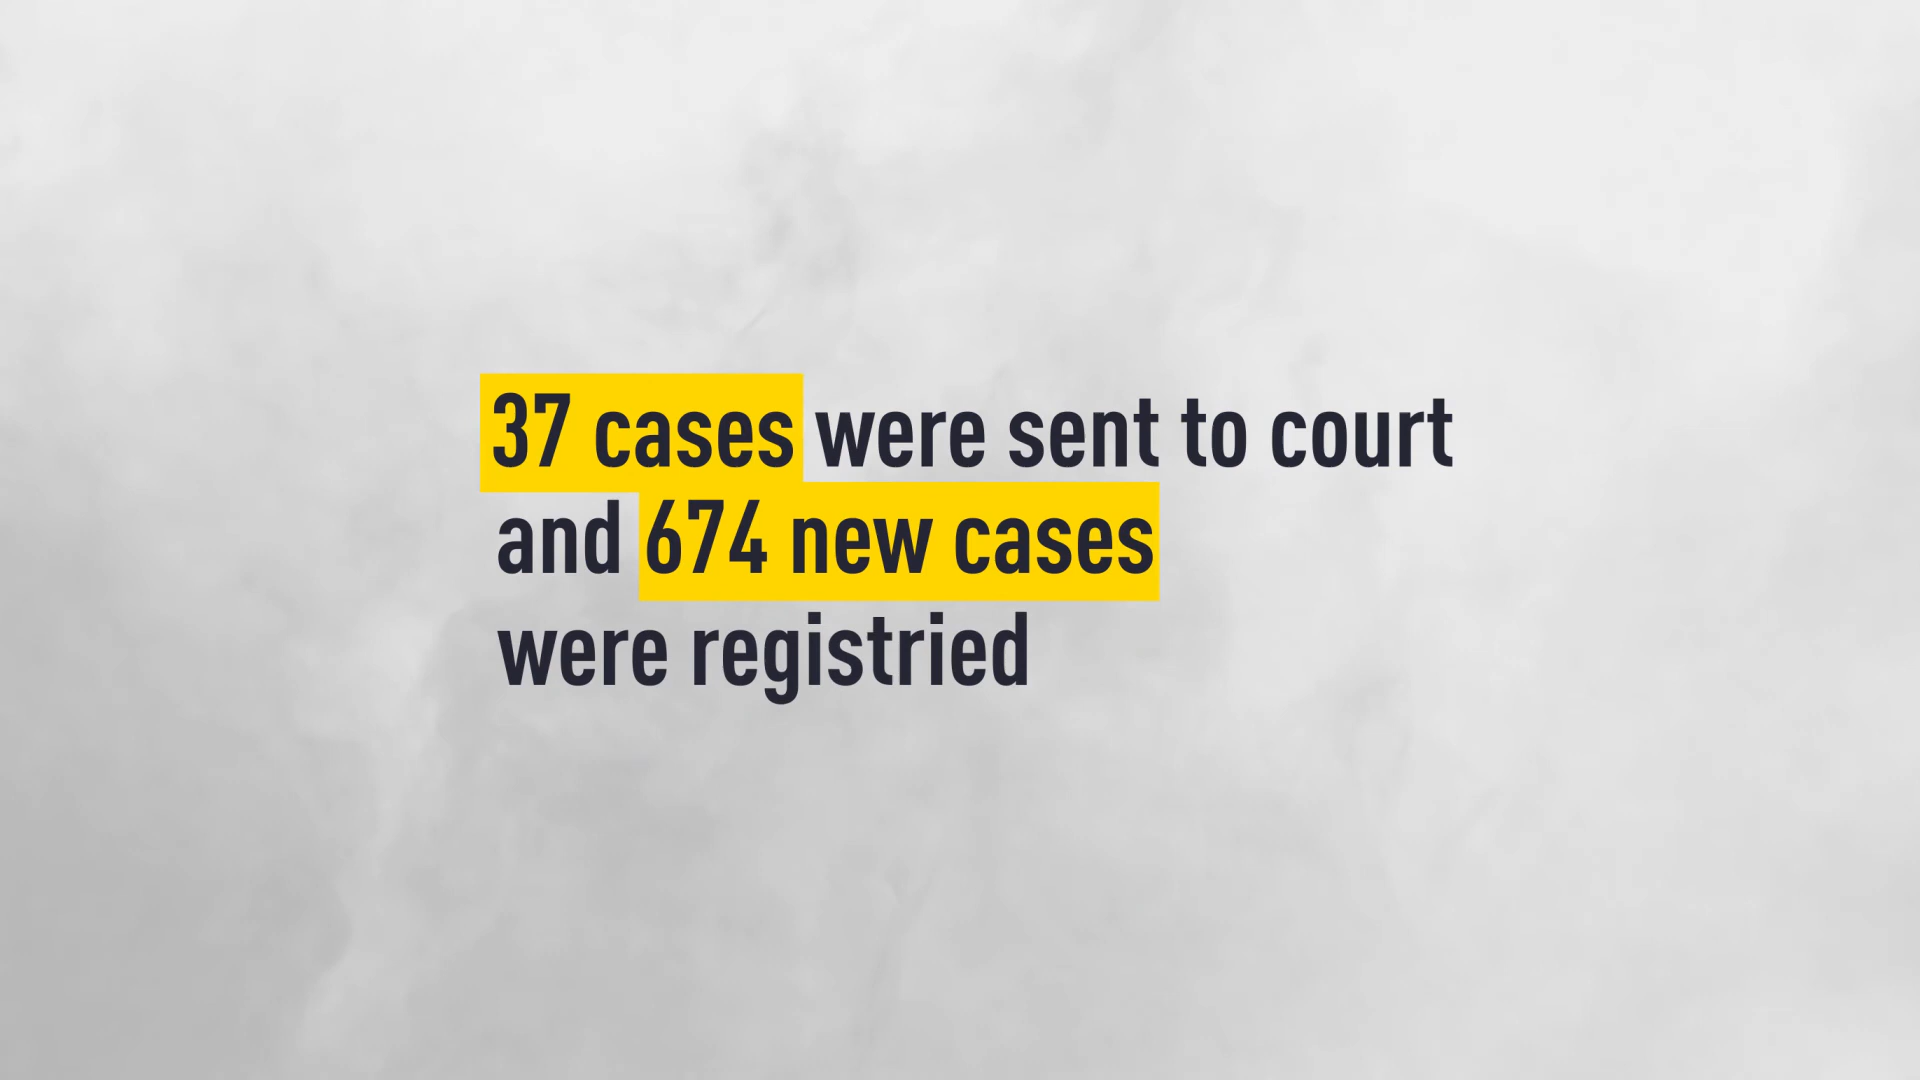 37 cases were sent to court
and 674 new cases
were registried